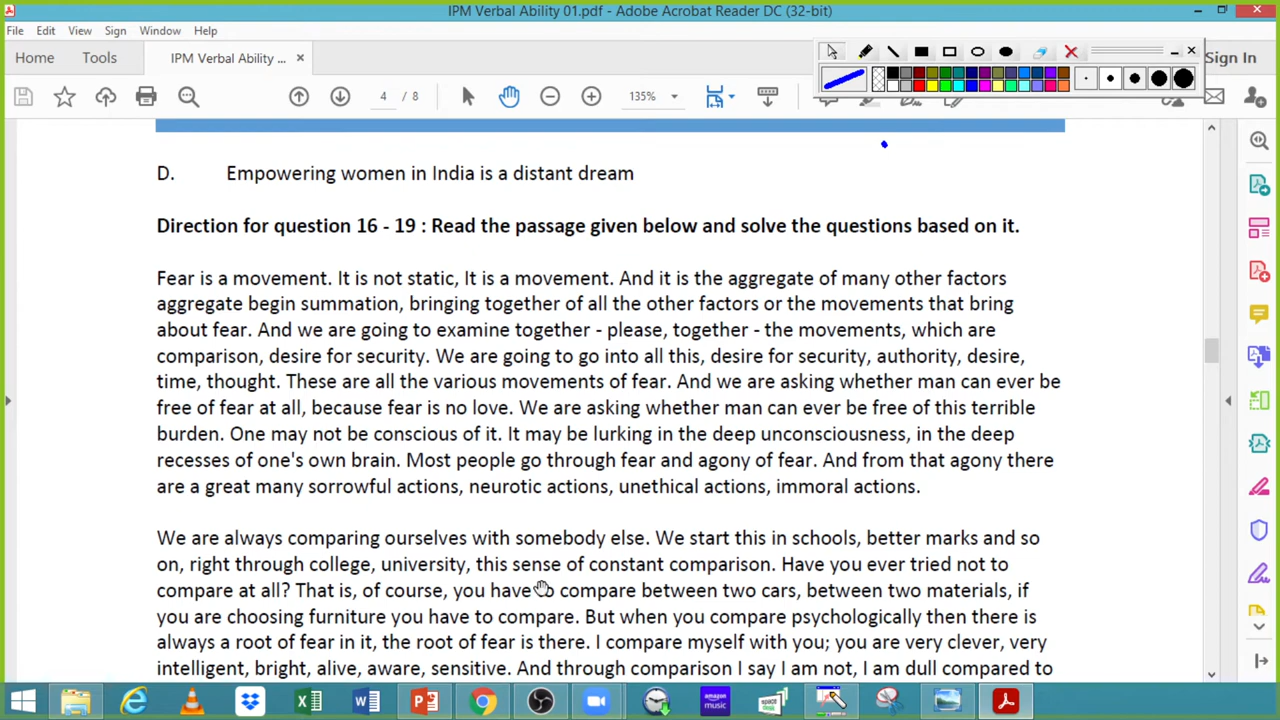 IPM Verbal Ability 01.pdf - Adobe Acrobat Reader DC (32-bit)
File Edit View Sign Window Help
Home Tools IPM Verbal Ability ... × Sign In
4 / 8 135%
D. Empowering women in India is a distant dream
Direction for question 16 - 19 : Read the passage given below and solve the questions based on it.
Fear is a movement. It is not static, It is a movement. And it is the aggregate of many other factors
aggregate begin summation, bringing together of all the other factors or the movements that bring
about fear. And we are going to examine together - please, together - the movements, which are
comparison, desire for security. We are going to go into all this, desire for security, authority, desire,
time, thought. These are all the various movements of fear. And we are asking whether man can ever be
free of fear at all, because fear is no love. We are asking whether man can ever be free of this terrible
burden. One may not be conscious of it. It may be lurking in the deep unconsciousness, in the deep
recesses of one's own brain. Most people go through fear and agony of fear. And from that agony there
are a great many sorrowful actions, neurotic actions, unethical actions, immoral actions.
We are always comparing ourselves with somebody else. We start this in schools, better marks and so
on, right through college, university, this sense of constant comparison. Have you ever tried not to
compare at all? That is, of course, you have to compare between two cars, between two materials, if
you are choosing furniture you have to compare. But when you compare psychologically then there is
always a root of fear in it, the root of fear is there. I compare myself with you; you are very clever, very
intelligent, bright, alive, aware, sensitive. And through comparison I say I am not, I am dull compared to
amazon
music